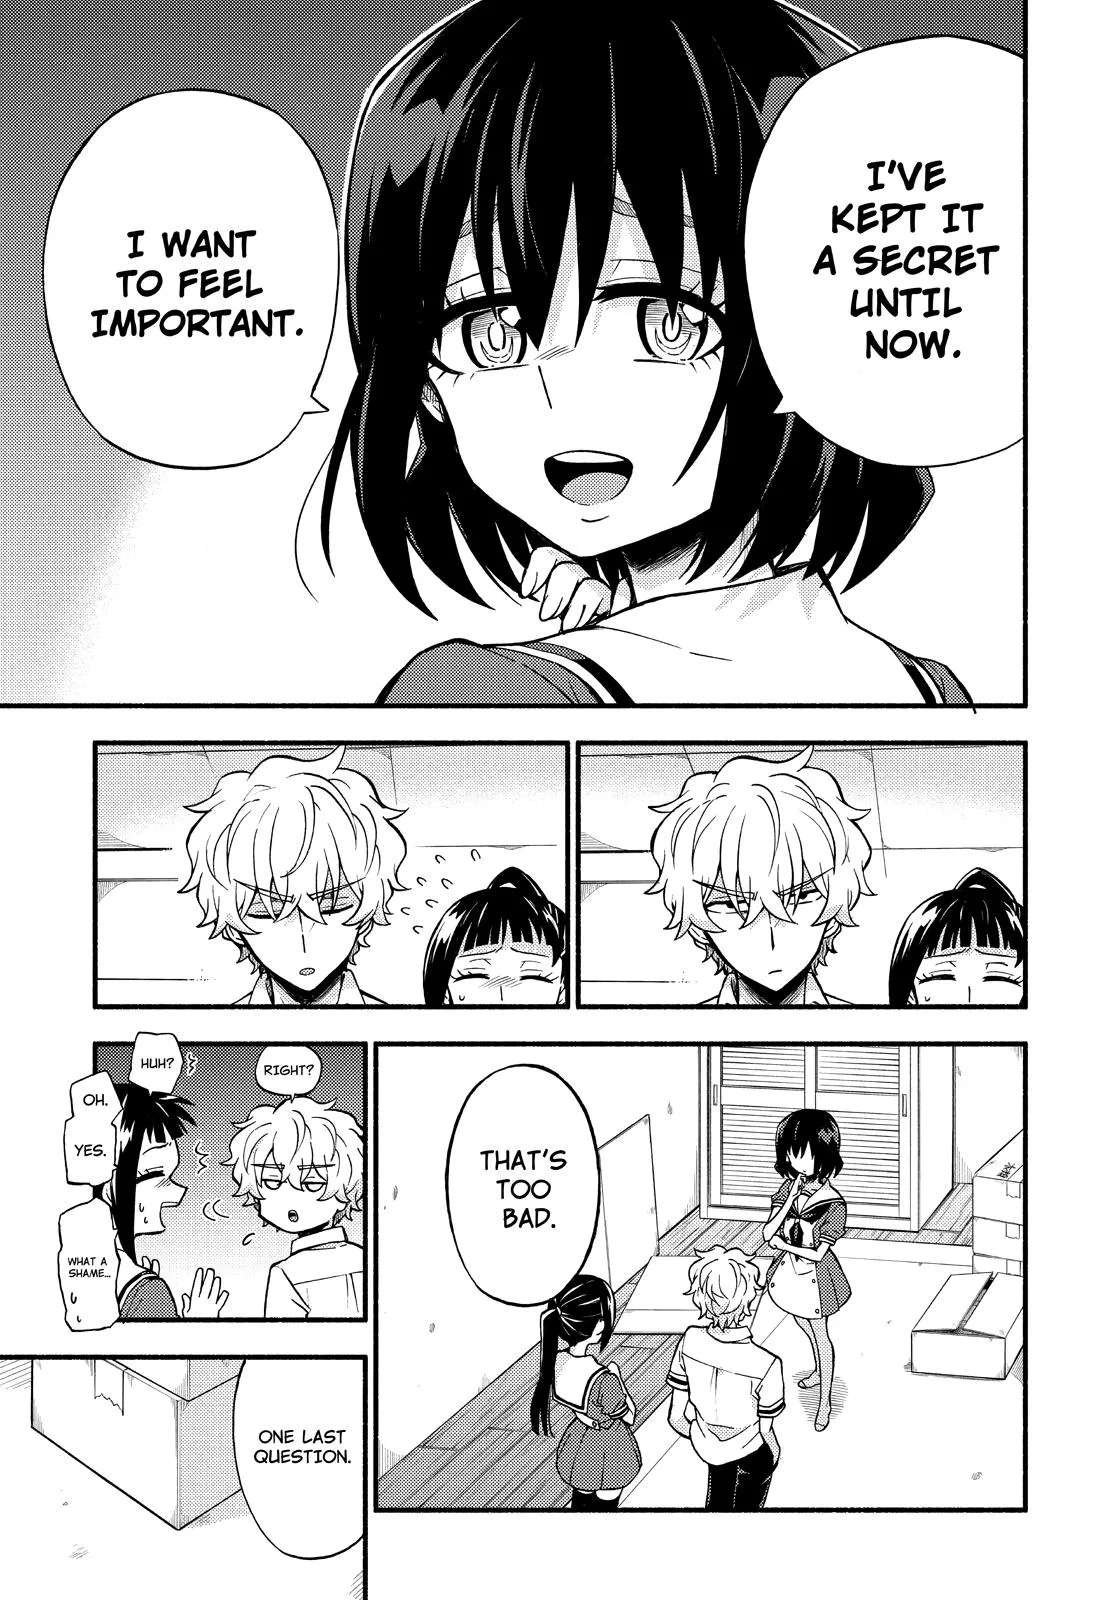 I'VE
KEPT IT
A SECRET
UNTIL
NOW.
I WANT
TO FEEL
IMPORTANT.
THAT'S
TOO
BAD.
RIGHT?
HUH?
OH.
YES.
WHAT A
SHAME...
ONE LAST
QUESTION.